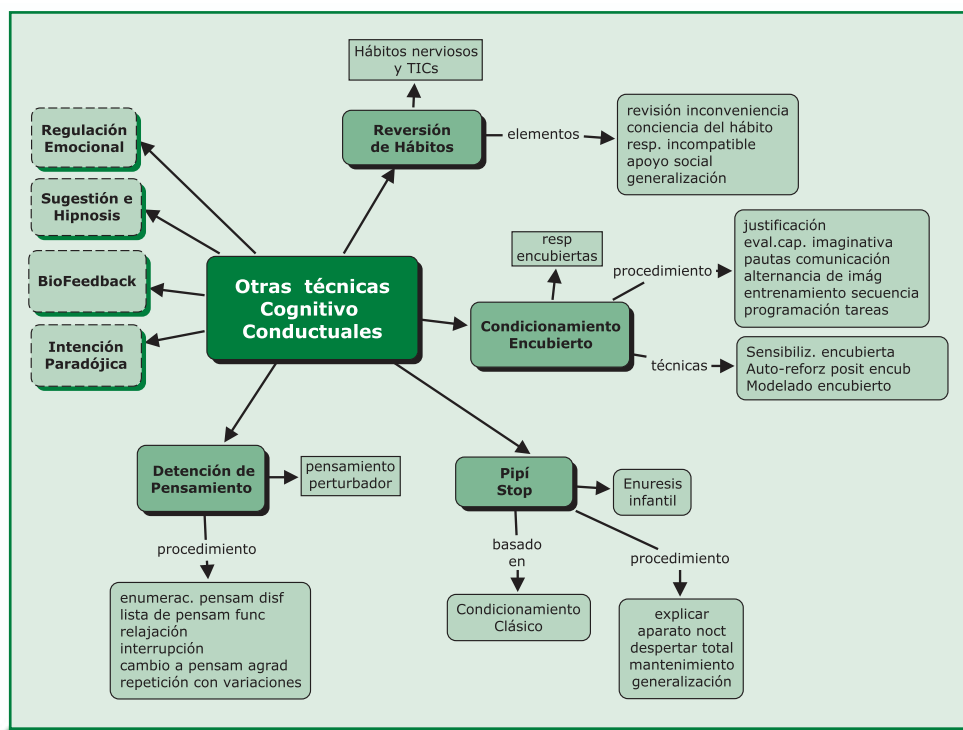 Hábitos nerviosos
y TICs
Regulación
Emocional
Reversión
de Hábitos
elementos
revisión inconveniencia
conciencia del hábito
resp. incompatible
apoyo social
generalización
Sugestión e
Hipnosis
BioFeedback
Intención
Paradójica
Otras técnicas
Cognitivo
Conductuales
resp
encubiertas
procedimiento
justificación
eval.cap. imaginativa
pautas comunicación
alternancia de imág
entrenamiento secuencia
programación tareas
Condicionamiento
Encubierto
técnicas
Sensibiliz. encubierta
Auto-reforz posit encub
Modelado encubierto
Detención de
Pensamiento
pensamiento
perturbador
procedimiento
enumerac. pensam disf
lista de pensam func
relajación
interrupción
cambio a pensam agrad
repetición con variaciones
Pipí
Stop
Enuresis
infantil
basado
en
Condicionamiento
Clásico
procedimiento
explicar
aparato noct
despertar total
mantenimiento
generalización